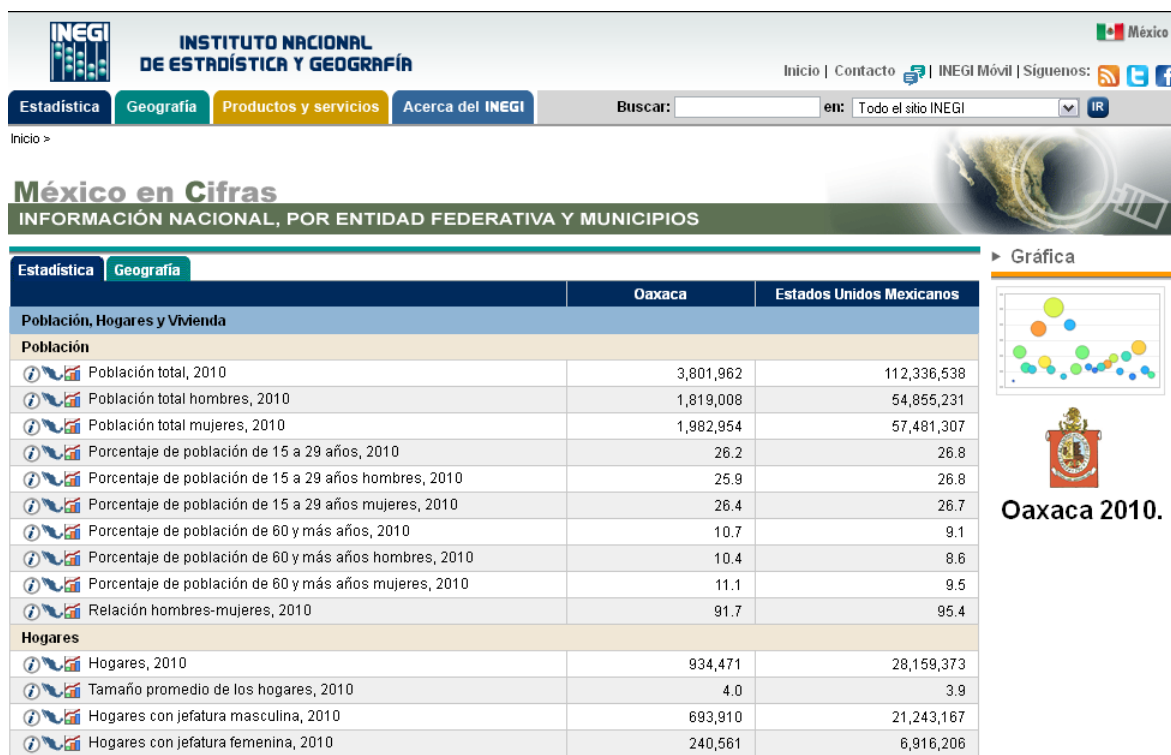 INEGI
INSTITUTO NACIONAL
DE ESTADÍSTICA Y GEOGRAFÍA
México
Inicio | Contacto | INEGI Móvil | Síguenos:
Estadística Geografía Productos y servicios Acerca del INEGI Buscar: en: Todo el sitio INEGI IR
Inicio >
México en Cifras
INFORMACIÓN NACIONAL, POR ENTIDAD FEDERATIVA Y MUNICIPIOS
Gráfica
Estadística Geografía
Oaxaca Estados Unidos Mexicanos
Población, Hogares y Vivienda
Población
Población total, 2010 3,801,962 112,336,538
Población total hombres, 2010 1,819,008 54,855,231
Población total mujeres, 2010 1,982,954 57,481,307
Porcentaje de población de 15 a 29 años, 2010 26.2 26.8
Porcentaje de población de 15 a 29 años hombres, 2010 25.9 26.8
Porcentaje de población de 15 a 29 años mujeres, 2010 26.4 26.7
Porcentaje de población de 60 y más años, 2010 10.7 9.1
Porcentaje de población de 60 y más años hombres, 2010 10.4 8.6
Porcentaje de población de 60 y más años mujeres, 2010 11.1 9.5
Relación hombres-mujeres, 2010 91.7 95.4
Hogares
Hogares, 2010 934,471 28,159,373
Tamaño promedio de los hogares, 2010 4.0 3.9
Hogares con jefatura masculina, 2010 693,910 21,243,167
Hogares con jefatura femenina, 2010 240,561 6,916,206
Oaxaca 2010.